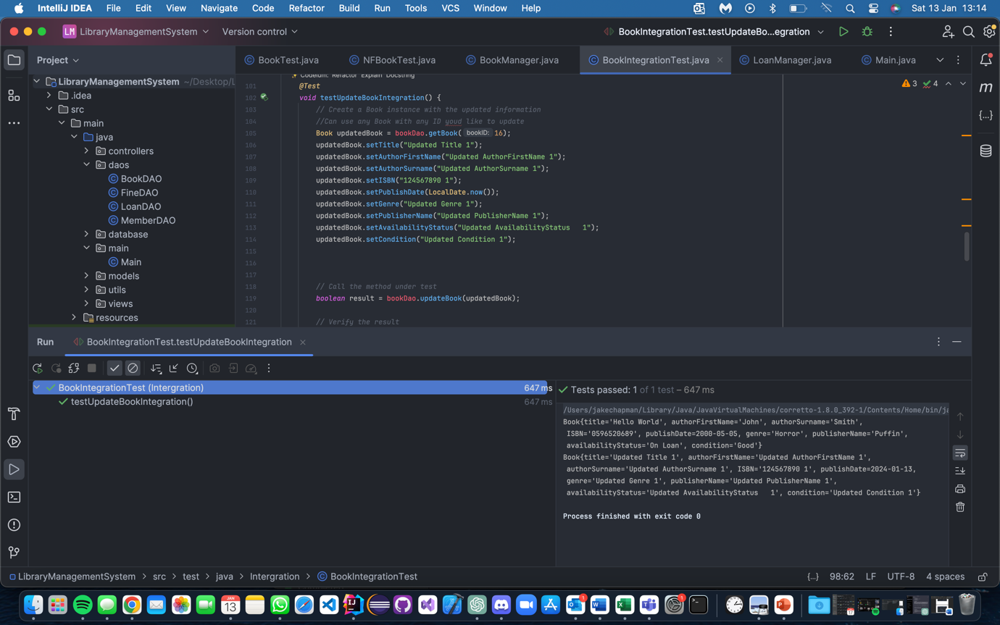 IntelliJ IDEA File Edit View Navigate Code Refactor Build Run Tools VCS Window Help Sat 13 Jan 13:14
LM LibraryManagementSystem Version control BookIntegrationTest.testUpdateBo...egration
Project BookTest.java NFBookTest.java BookManager.java BookIntegrationTest.java LoanManager.java Main.java
LibraryManagementSystem ~/Desktop/L
.idea
src
main
java
controllers
daos
BookDAO
FineDAO
LoanDAO
MemberDAO
database
main
Main
models
utils
views
resources
Codeium: Refactor Explain Docstring
3 4
101 @Test
102 void testUpdateBookIntegration() {
103 // Create a Book instance with the updated information
104 //Can use any Book with any ID youd like to update
105 Book updatedBook = bookDao.getBook( bookID: 16);
106 updatedBook.setTitle("Updated Title 1");
107 updatedBook.setAuthorFirstName("Updated AuthorFirstName 1");
108 updatedBook.setAuthorSurname("Updated AuthorSurname 1");
109 updatedBook.setISBN("124567890 1");
110 updatedBook.setPublishDate(LocalDate.now());
111 updatedBook.setGenre("Updated Genre 1");
112 updatedBook.setPublisherName("Updated PublisherName 1");
113 updatedBook.setAvailabilityStatus("Updated AvailabilityStatus   1");
114 updatedBook.setCondition("Updated Condition 1");
115
116
117
118 // Call the method under test
119 boolean result = bookDao.updateBook(updatedBook);
120
121 // Verify the result
Run BookIntegrationTest.testUpdateBookIntegration
BookIntegrationTest (Intergration) 647 ms
testUpdateBookIntegration() 647 ms
Tests passed: 1 of 1 test – 647 ms
/Users/jakechapman/Library/Java/JavaVirtualMachines/corretto-1.8.0_392-1/Contents/Home/bin/ja
Book{title='Hello World', authorFirstName='John', authorSurname='Smith',
ISBN='0596520689', publishDate=2000-05-05, genre='Horror', publisherName='Puffin',
availabilityStatus='On Loan', condition='Good'}
Book{title='Updated Title 1', authorFirstName='Updated AuthorFirstName 1',
authorSurname='Updated AuthorSurname 1', ISBN='124567890 1', publishDate=2024-01-13,
genre='Updated Genre 1', publisherName='Updated PublisherName 1',
availabilityStatus='Updated AvailabilityStatus   1', condition='Updated Condition 1'}
Process finished with exit code 0
LibraryManagementSystem > src > test > java > Intergration > BookIntegrationTest {...} 98:62 LF UTF-8 4 spaces
JAN
13
1
1